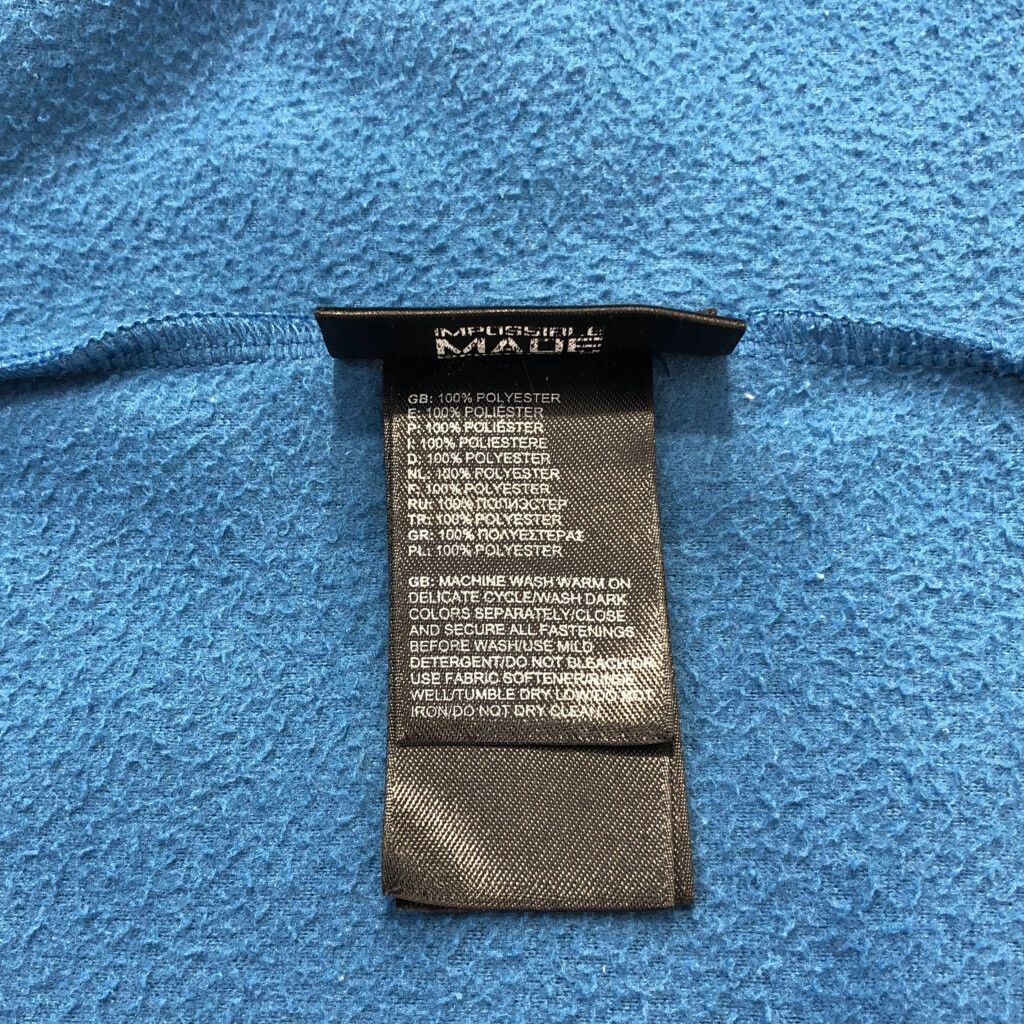 IMPOSSIBLE
MADE
GB: 100% POLYESTER
E: 100% POLIÉSTER
P: 100% POLIÉSTER
I: 100% POLIESTERE
D: 100% POLYESTER
NL: 100% POLYESTER
F: 100% POLYESTER
RU: 100% ПОЛИЭСТЕР
TR: 100% POLYESTER
GR: 100% ΠΟΛΥΕΣΤΕΡΑΣ
PL: 100% POLYESTER
GB: MACHINE WASH WARM ON
DELICATE CYCLE/WASH DARK
COLORS SEPARATELY/CLOSE
AND SECURE ALL FASTENINGS
BEFORE WASH/USE MILD
DETERGENT/DO NOT BLEACH OR
USE FABRIC SOFTENER/RINSE
WELL/TUMBLE DRY LOW/DO NOT
IRON/DO NOT DRY CLEAN